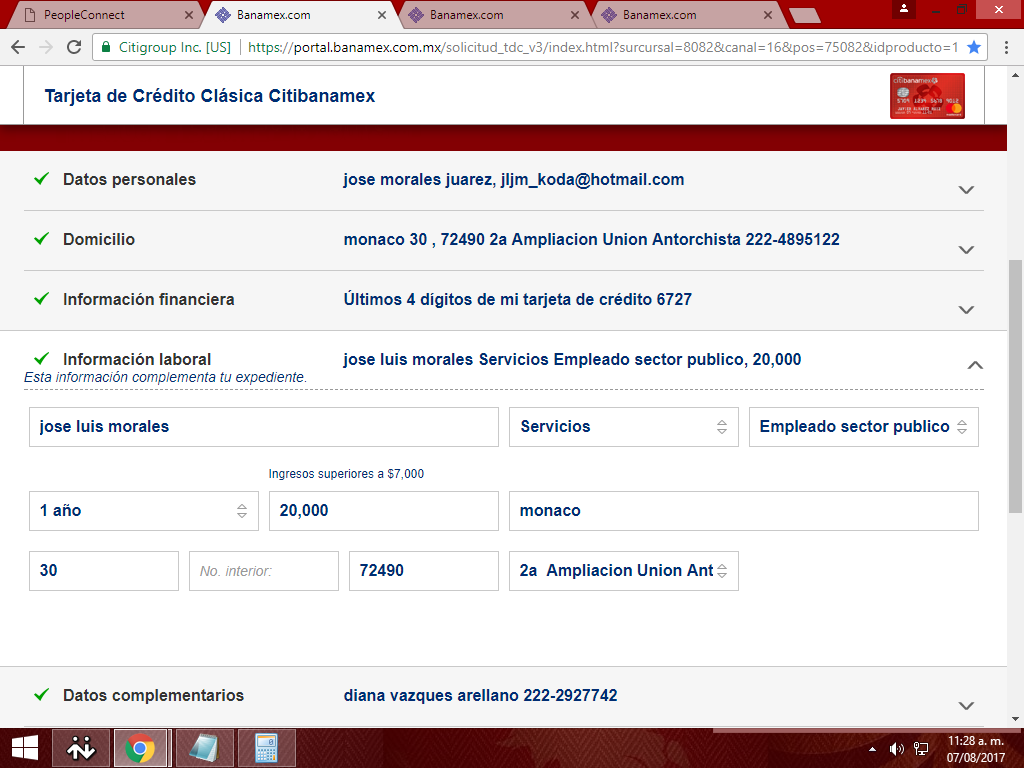 PeopleConnect
Banamex.com
Banamex.com
Banamex.com
Citigroup Inc. [US] https://portal.banamex.com.mx/solicitud_tdc_v3/index.html?sursursal=8082&canal=16&pos=75082&idproducto=1
Tarjeta de Crédito Clásica Citibanamex
citibanamex
Datos personales jose morales juarez, jljm_koda@hotmail.com
Domicilio monaco 30 , 72490 2a Ampliacion Union Antorchista 222-4895122
Información financiera Últimos 4 dígitos de mi tarjeta de crédito 6727
Información laboral jose luis morales Servicios Empleado sector publico, 20,000
Esta información complementa tu expediente.
jose luis morales Servicios Empleado sector publico
Ingresos superiores a $7,000
1 año 20,000 monaco
30 No. interior: 72490 2a Ampliacion Union Ant
Datos complementarios diana vazques arellano 222-2927742
11:28 a. m.
07/08/2017